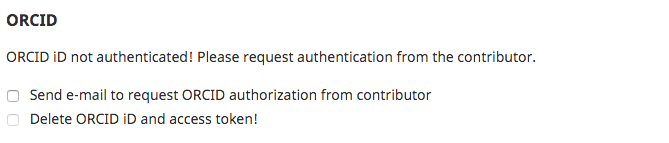 ORCID
ORCID iD not authenticated! Please request authentication from the contributor.
Send e-mail to request ORCID authorization from contributor
Delete ORCID iD and access token!